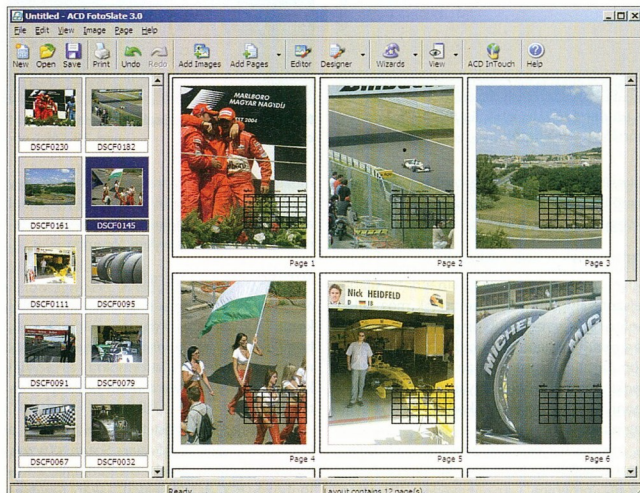 Untitled - ACD FotoSlate 3.0
File Edit View Image Page Help
New Open Save Print Undo Redo Add Images Add Pages Editor Designer Wizards View ACD InTouch Help
DSCF0230 DSCF0182
DSCF0161 DSCF0145
DSCF0111 DSCF0095
DSCF0091 DSCF0079
DSCF0067 DSCF0032
MARLBORO
MAGYAR NAGYDÍJ
2004
Page 1 Page 2 Page 3
Nick HEIDFELD
D 18
MICHEL
MICHEL
Page 4 Page 5 Page 6
Ready Layout contains 12 page(s)